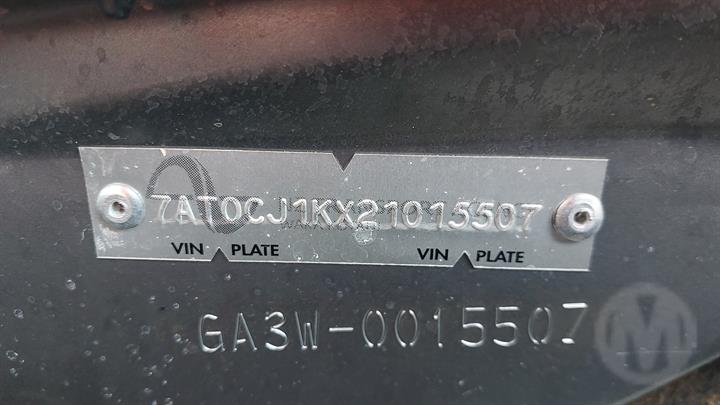 7AT0CJ1KX21015507
VIN PLATE VIN PLATE
GA3W-0015507
M